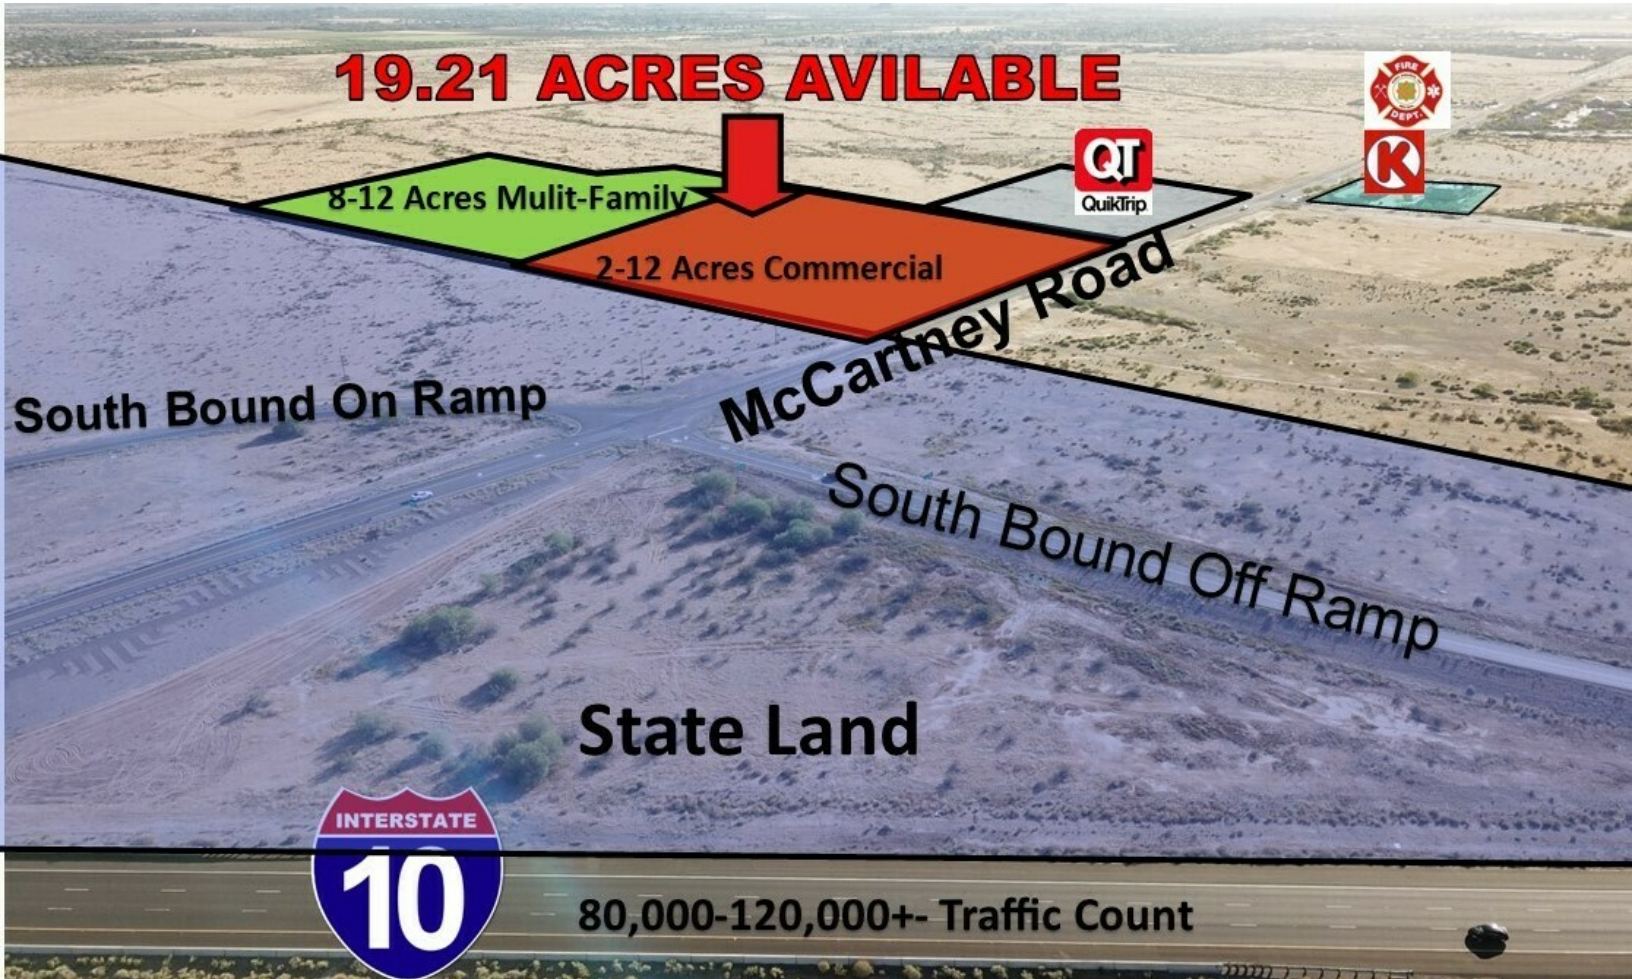 19.21 ACRES AVILABLE
FIRE
DEPT.
QT
QuikTrip
K
8-12 Acres Mulit-Family
2-12 Acres Commercial
McCartney Road
South Bound On Ramp
South Bound Off Ramp
State Land
INTERSTATE
10
80,000-120,000+- Traffic Count